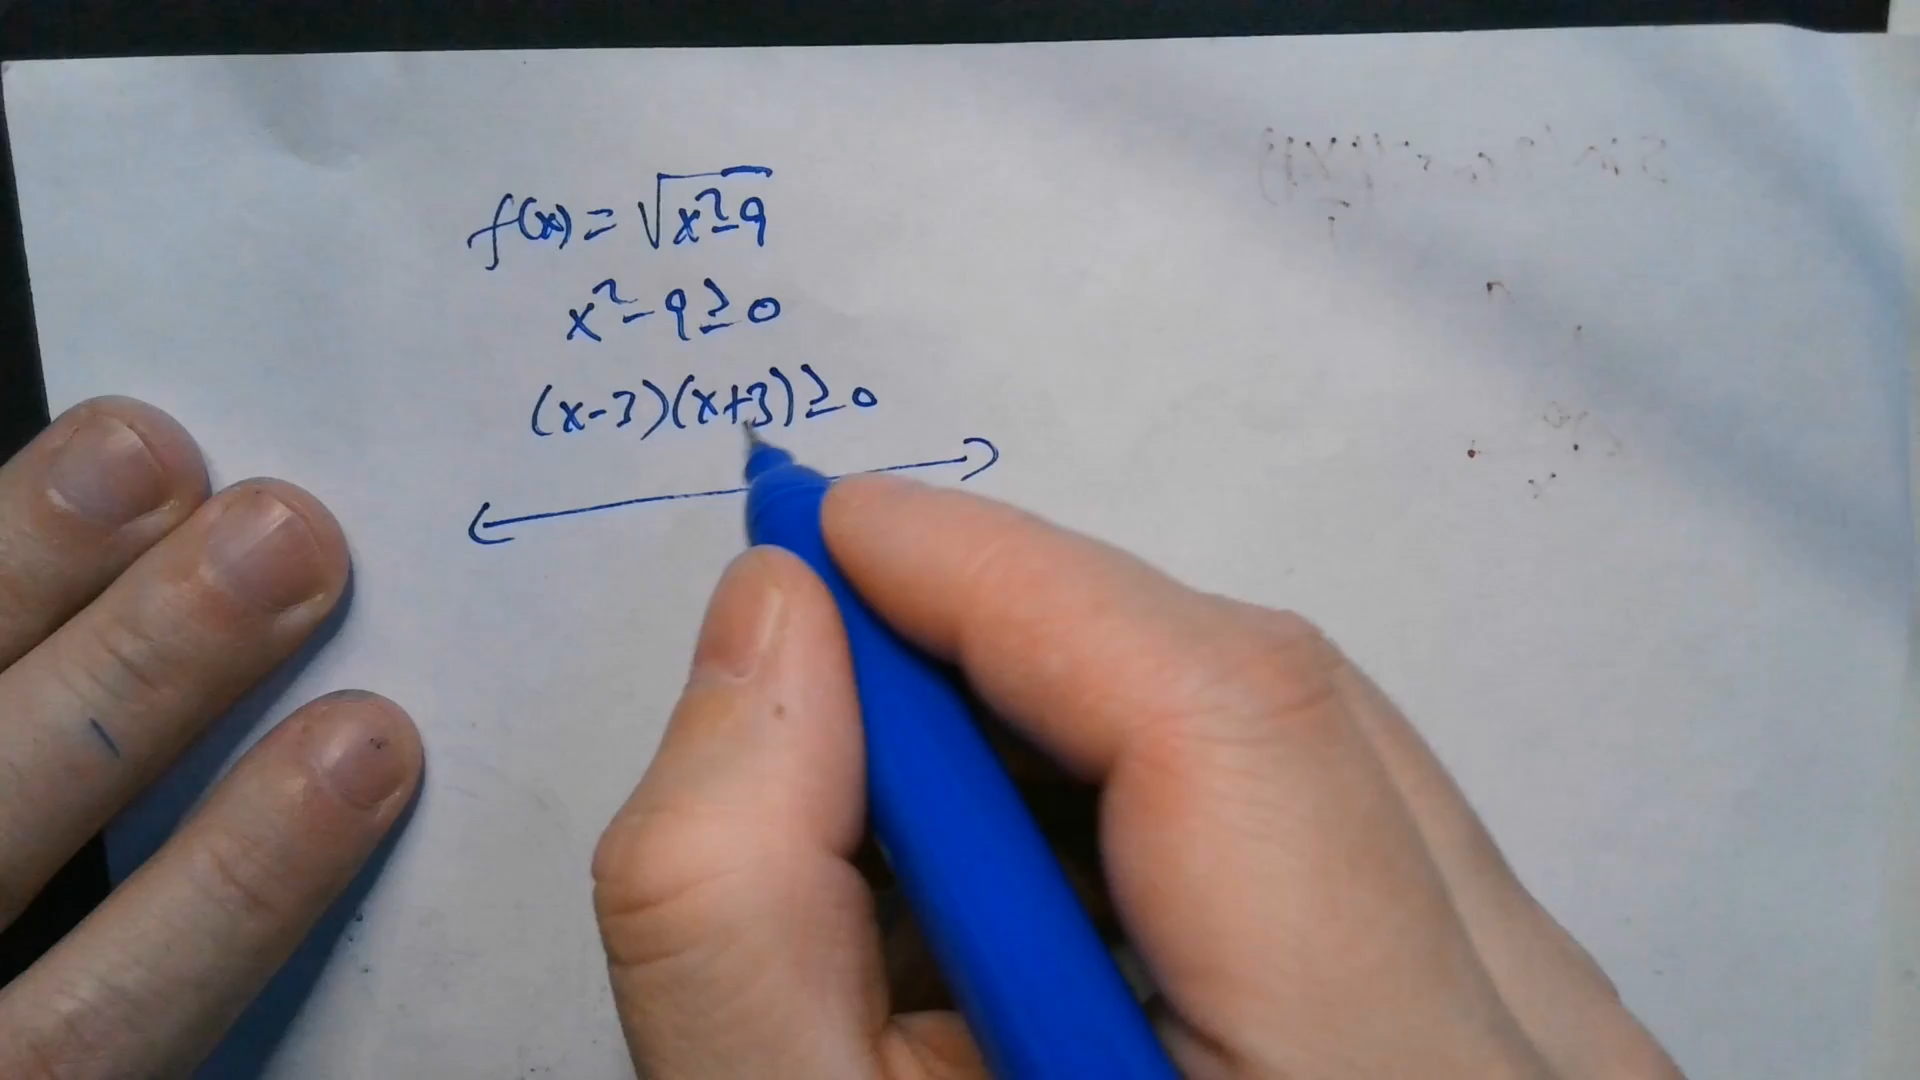 f(x) = √x²-9
x² - 9 ≥ 0
(x-3)(x+3) ≥ 0